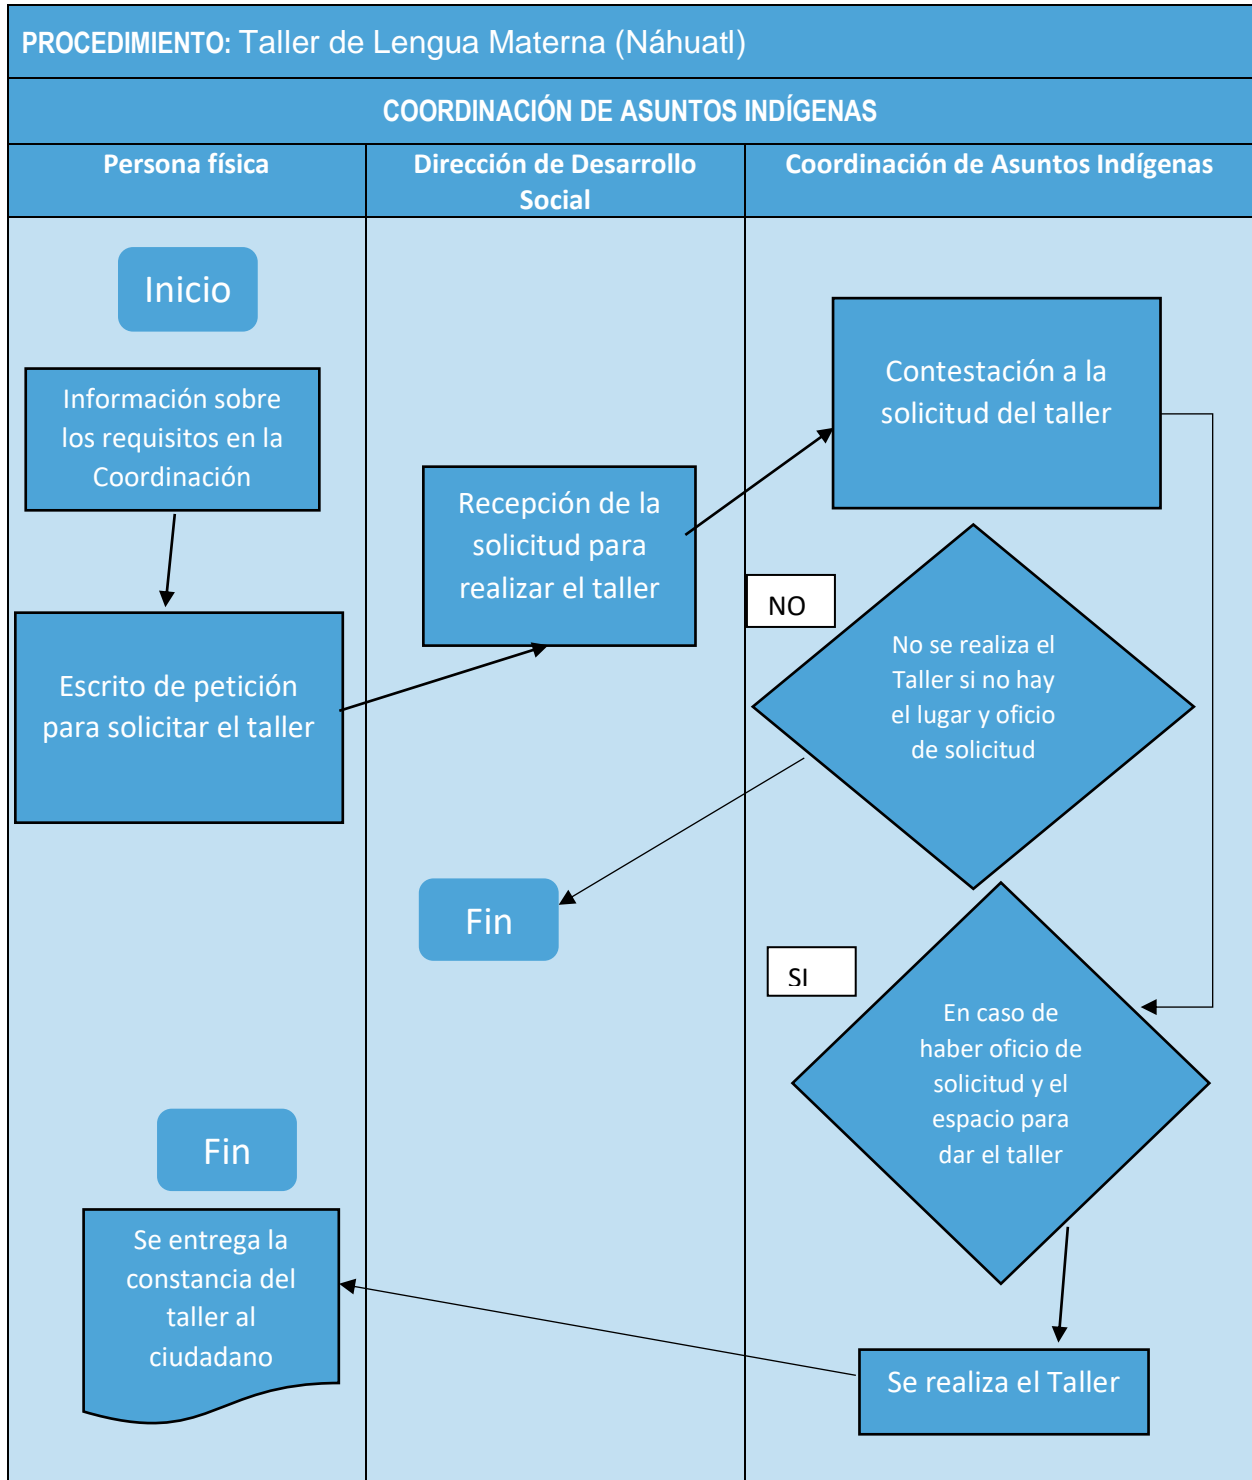 PROCEDIMIENTO: Taller de Lengua Materna (Náhuatl)
COORDINACIÓN DE ASUNTOS INDÍGENAS
Persona física
Dirección de Desarrollo
Social
Coordinación de Asuntos Indígenas
Inicio
Información sobre
los requisitos en la
Coordinación
Escrito de petición
para solicitar el taller
Recepción de la
solicitud para
realizar el taller
Contestación a la
solicitud del taller
NO
No se realiza el
Taller si no hay
el lugar y oficio
de solicitud
Fin
SI
En caso de
haber oficio de
solicitud y el
espacio para
dar el taller
Se realiza el Taller
Fin
Se entrega la
constancia del
taller al
ciudadano